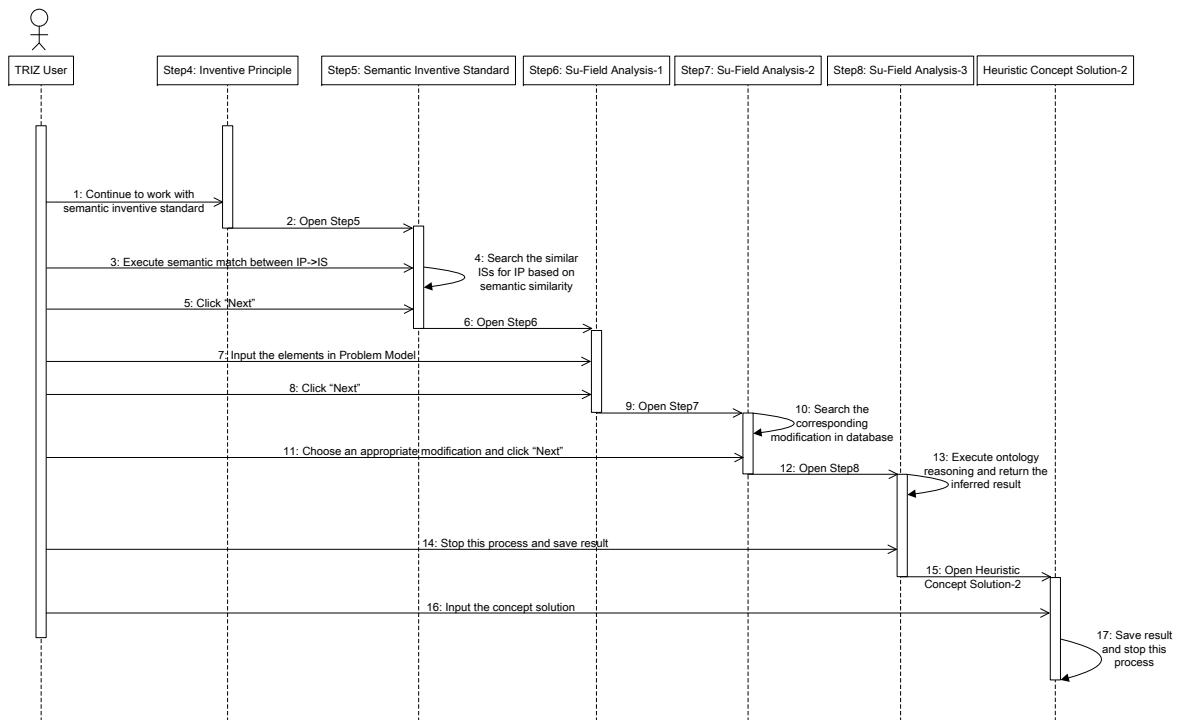 TRIZ User
Step4: Inventive Principle
Step5: Semantic Inventive Standard
Step6: Su-Field Analysis-1
Step7: Su-Field Analysis-2
Step8: Su-Field Analysis-3
Heuristic Concept Solution-2
1: Continue to work with
semantic inventive standard
2: Open Step5
3: Execute semantic match between IP->IS
4: Search the similar
ISs for IP based on
semantic similarity
5: Click “Next”
6: Open Step6
7: Input the elements in Problem Model
8: Click “Next”
9: Open Step7
10: Search the
corresponding
modification in database
11: Choose an appropriate modification and click “Next”
12: Open Step8
13: Execute ontology
reasoning and return the
inferred result
14: Stop this process and save result
15: Open Heuristic
Concept Solution-2
16: Input the concept solution
17: Save result
and stop this
process